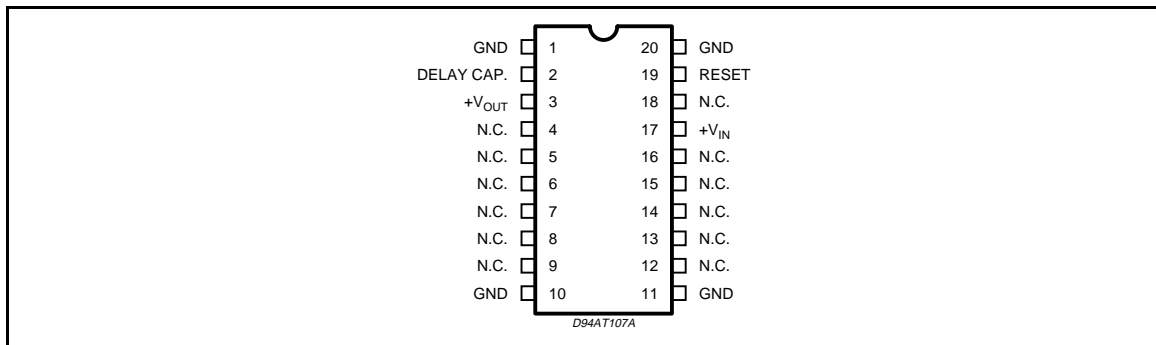 GND 1 20 GND
DELAY CAP. 2 19 RESET
+VOUT 3 18 N.C.
N.C. 4 17 +VIN
N.C. 5 16 N.C.
N.C. 6 15 N.C.
N.C. 7 14 N.C.
N.C. 8 13 N.C.
N.C. 9 12 N.C.
GND 10 11 GND
D94AT107A